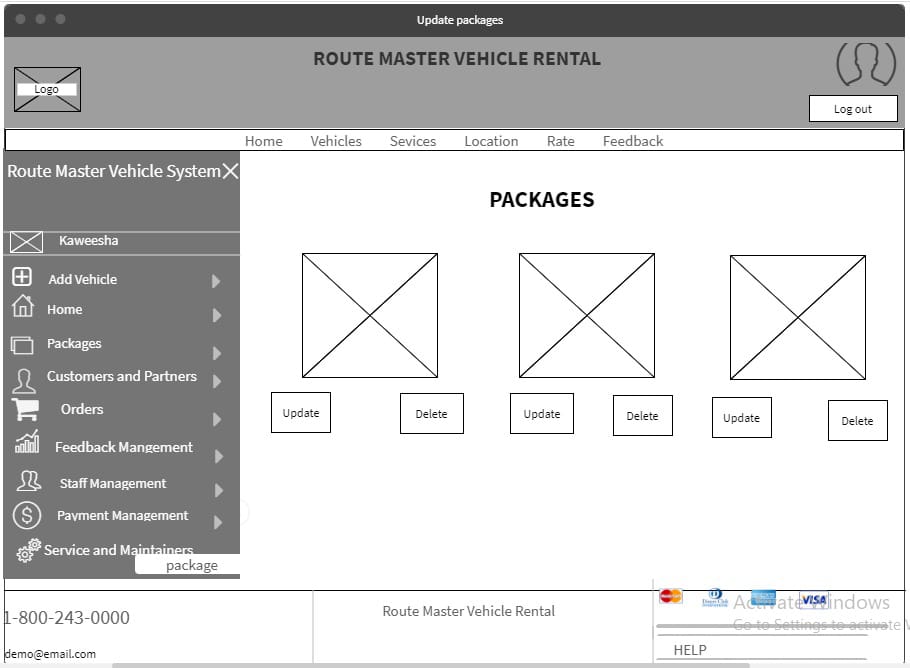 Update packages
ROUTE MASTER VEHICLE RENTAL
Logo
Log out
Home Vehicles Sevices Location Rate Feedback
Route Master Vehicle System
PACKAGES
Kaweesha
Add Vehicle
Home
Packages
Customers and Partners
Orders
Feedback Mangement
Staff Management
Payment Management
Service and Maintainers
package
Update Delete Update Delete Update Delete
1-800-243-0000
demo@email.com
Route Master Vehicle Rental
MasterCard Diners Club VISA
Activate Windows
Go to Settings to activate W
HELP